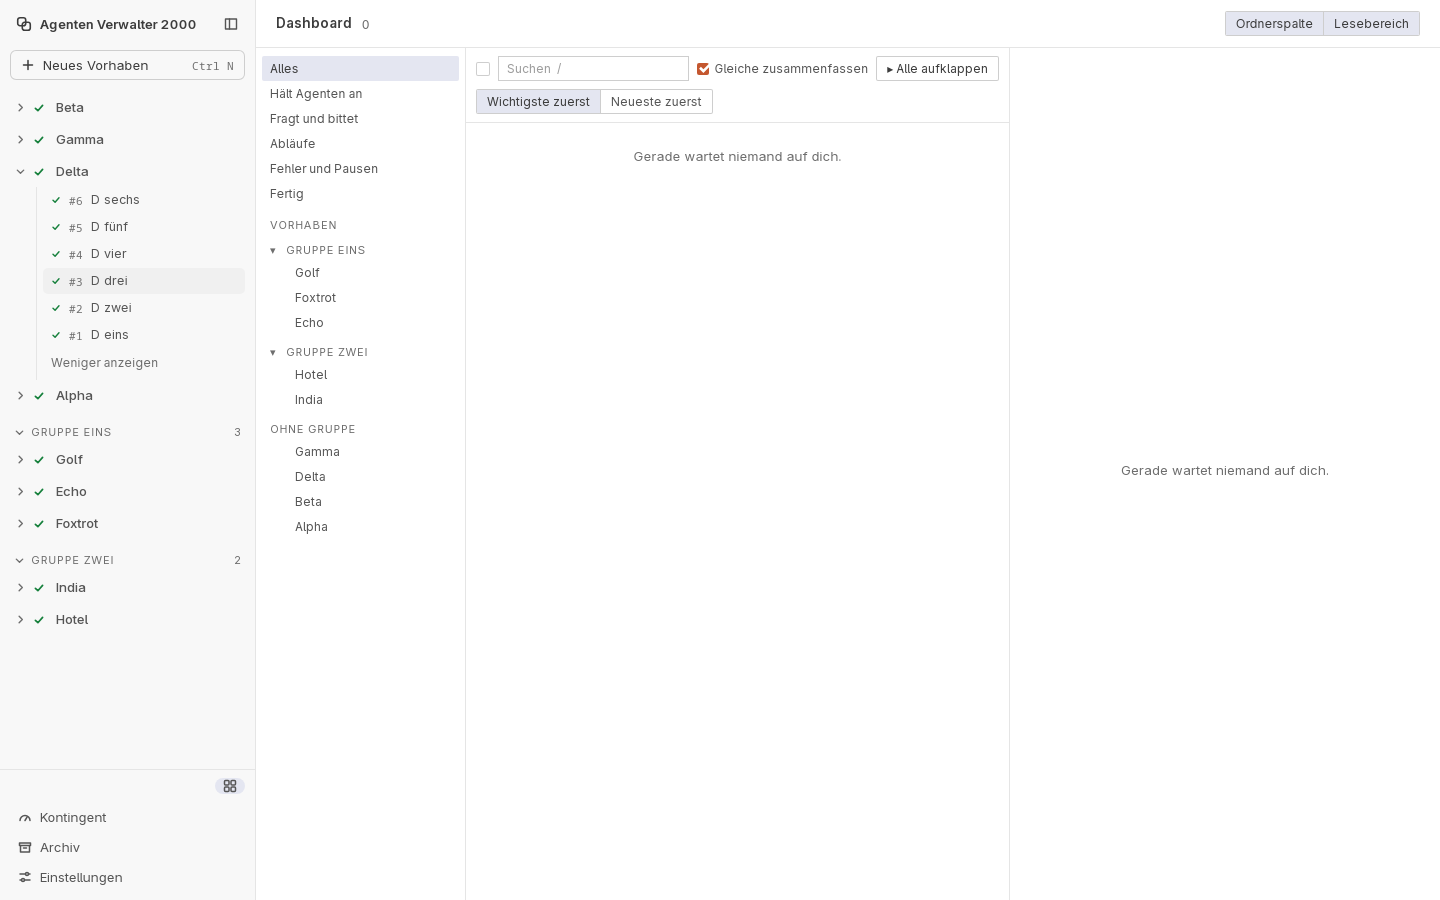 Agenten Verwalter 2000
Neues Vorhaben Ctrl N
Beta
Gamma
Delta
#6 D sechs
#5 D fünf
#4 D vier
#3 D drei
#2 D zwei
#1 D eins
Weniger anzeigen
Alpha
GRUPPE EINS 3
Golf
Echo
Foxtrot
GRUPPE ZWEI 2
India
Hotel
Kontingent
Archiv
Einstellungen
Dashboard 0
Ordnerspalte Lesebereich
Alles
Hält Agenten an
Fragt und bittet
Abläufe
Fehler und Pausen
Fertig
VORHABEN
▾ GRUPPE EINS
Golf
Foxtrot
Echo
▾ GRUPPE ZWEI
Hotel
India
OHNE GRUPPE
Gamma
Delta
Beta
Alpha
Suchen / Gleiche zusammenfassen ▸ Alle aufklappen
Wichtigste zuerst Neueste zuerst
Gerade wartet niemand auf dich.
Gerade wartet niemand auf dich.